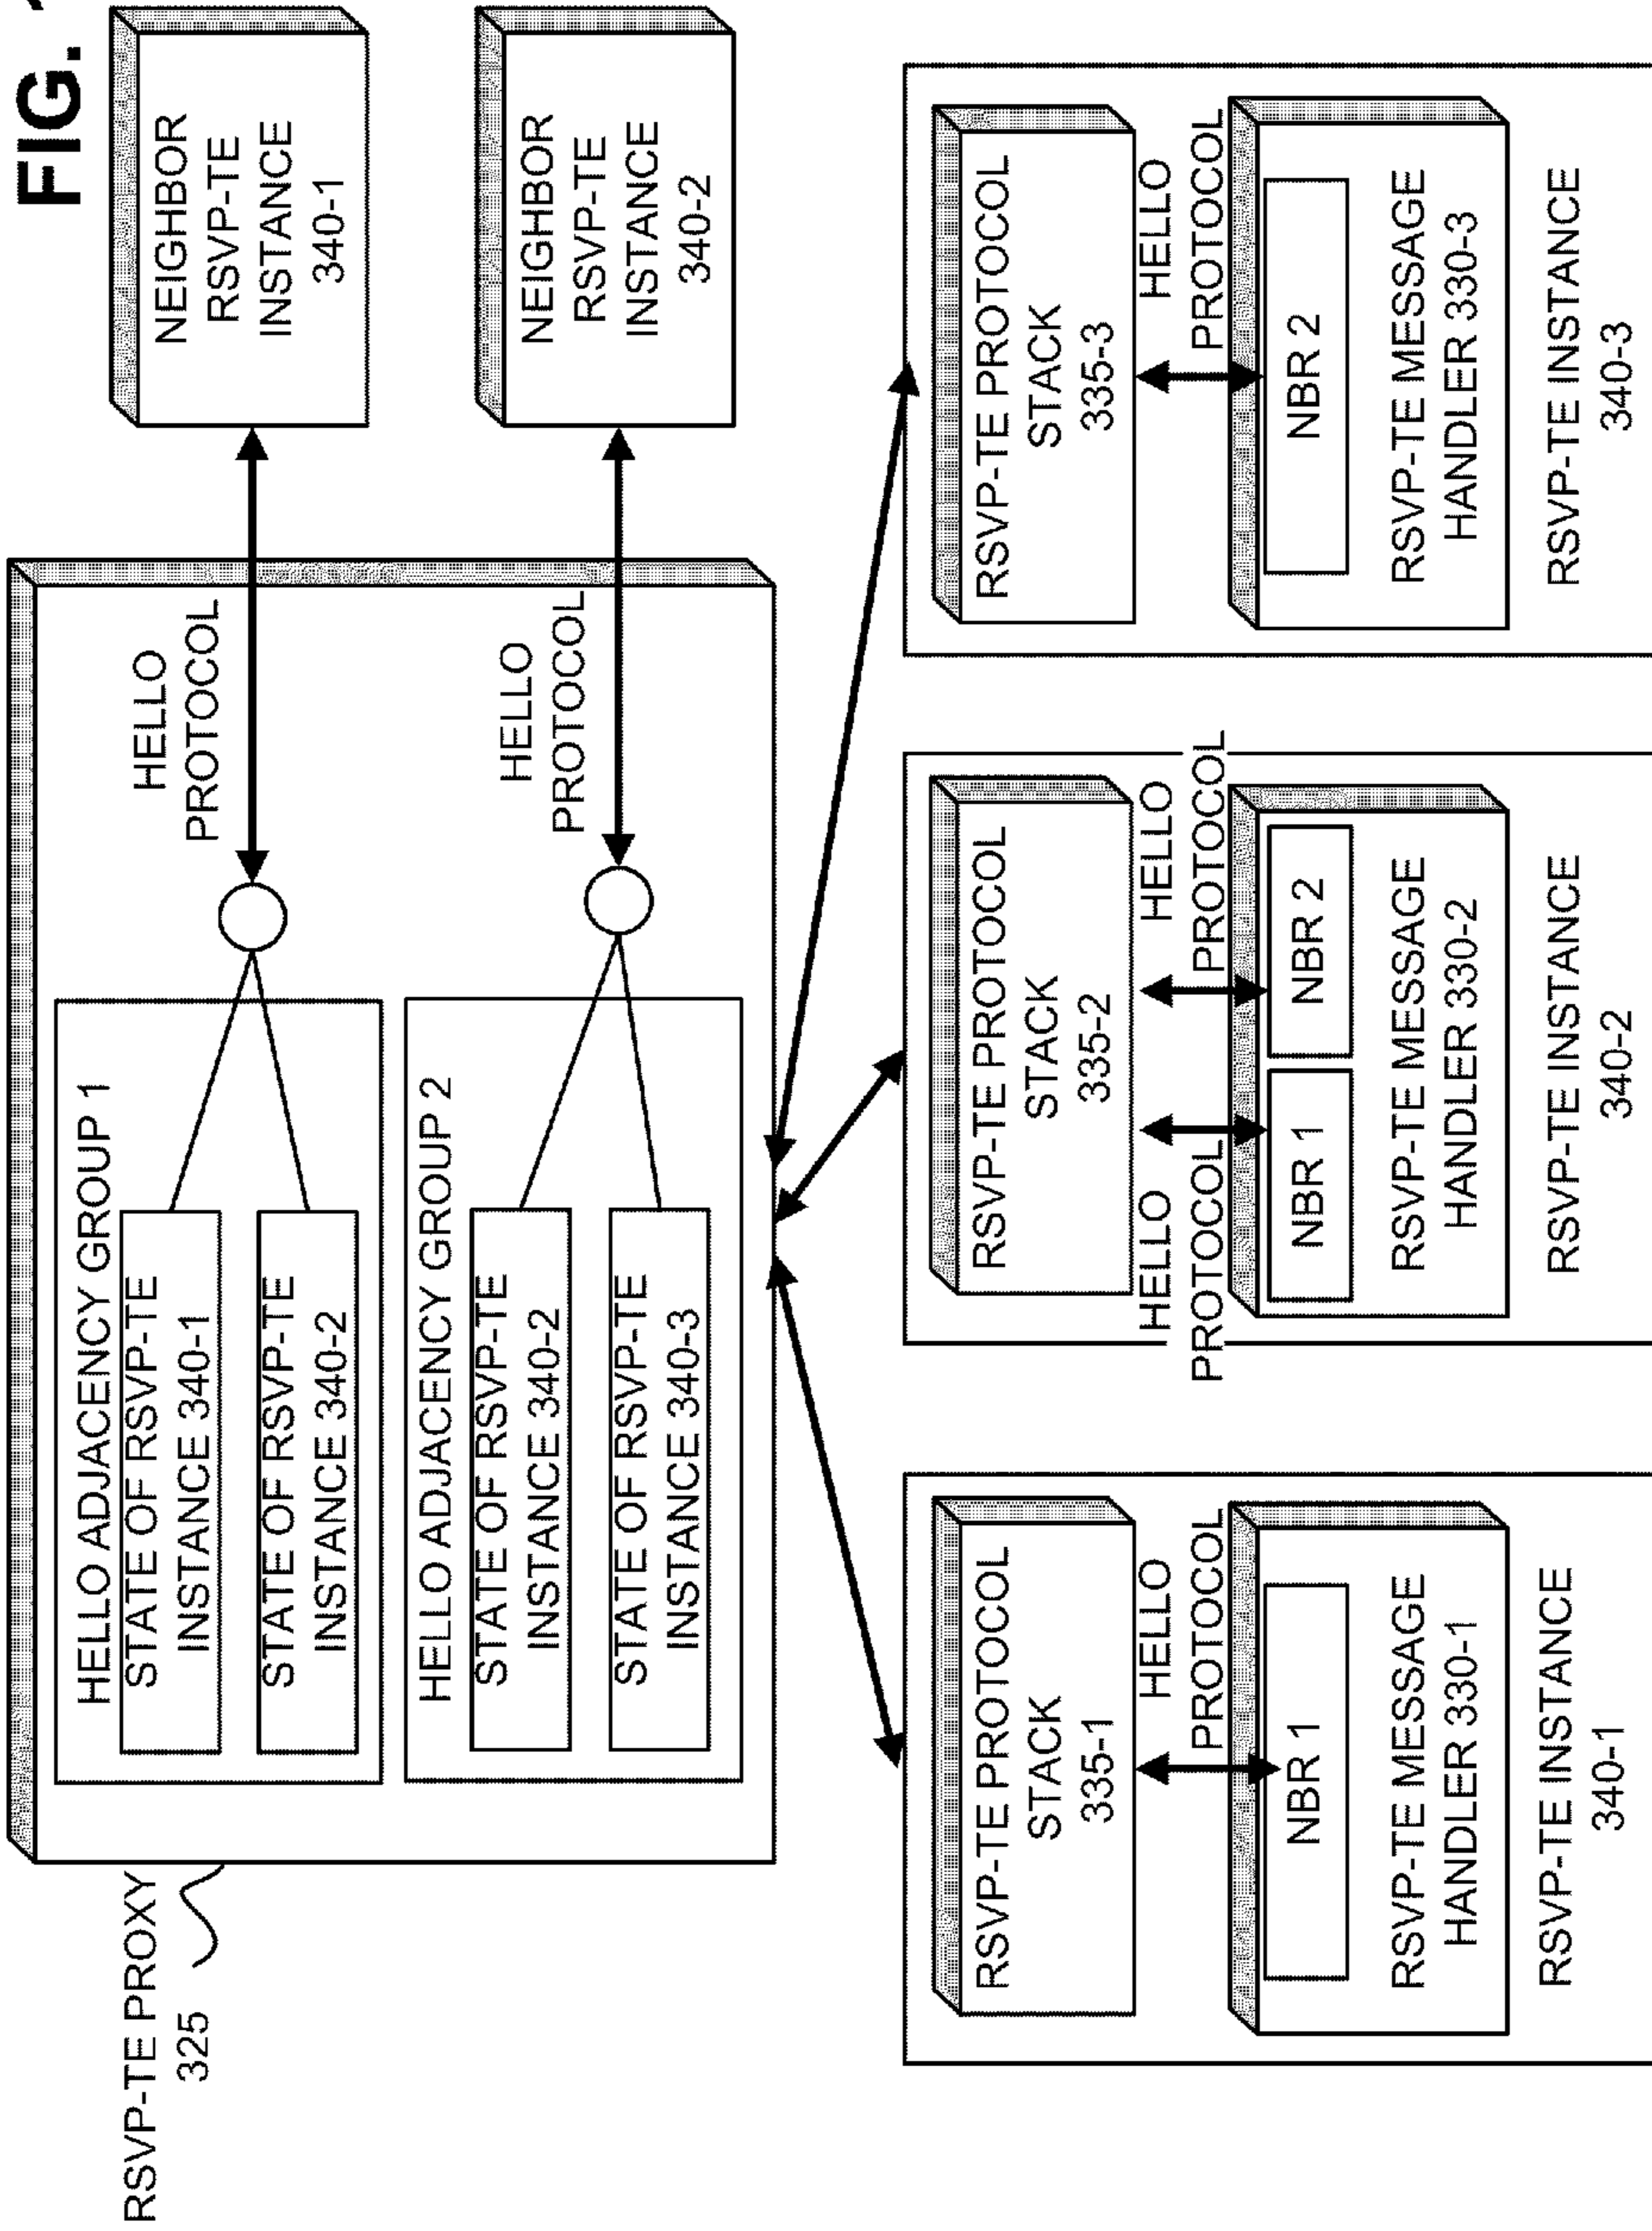 FIG.
RSVP-TE PROXY
325
HELLO ADJACENCY GROUP 1
STATE OF RSVP-TE
INSTANCE 340-1
STATE OF RSVP-TE
INSTANCE 340-2
HELLO ADJACENCY GROUP 2
STATE OF RSVP-TE
INSTANCE 340-2
STATE OF RSVP-TE
INSTANCE 340-3
HELLO
PROTOCOL
HELLO
PROTOCOL
NEIGHBOR
RSVP-TE
INSTANCE
340-1
NEIGHBOR
RSVP-TE
INSTANCE
340-2
RSVP-TE PROTOCOL
STACK
335-1
HELLO
PROTOCOL
NBR 1
RSVP-TE MESSAGE
HANDLER 330-1
RSVP-TE INSTANCE
340-1
RSVP-TE PROTOCOL
STACK
335-2
HELLO
PROTOCOL
HELLO
PROTOCOL
NBR 1
NBR 2
RSVP-TE MESSAGE
HANDLER 330-2
RSVP-TE INSTANCE
340-2
RSVP-TE PROTOCOL
STACK
335-3
HELLO
PROTOCOL
NBR 2
RSVP-TE MESSAGE
HANDLER 330-3
RSVP-TE INSTANCE
340-3